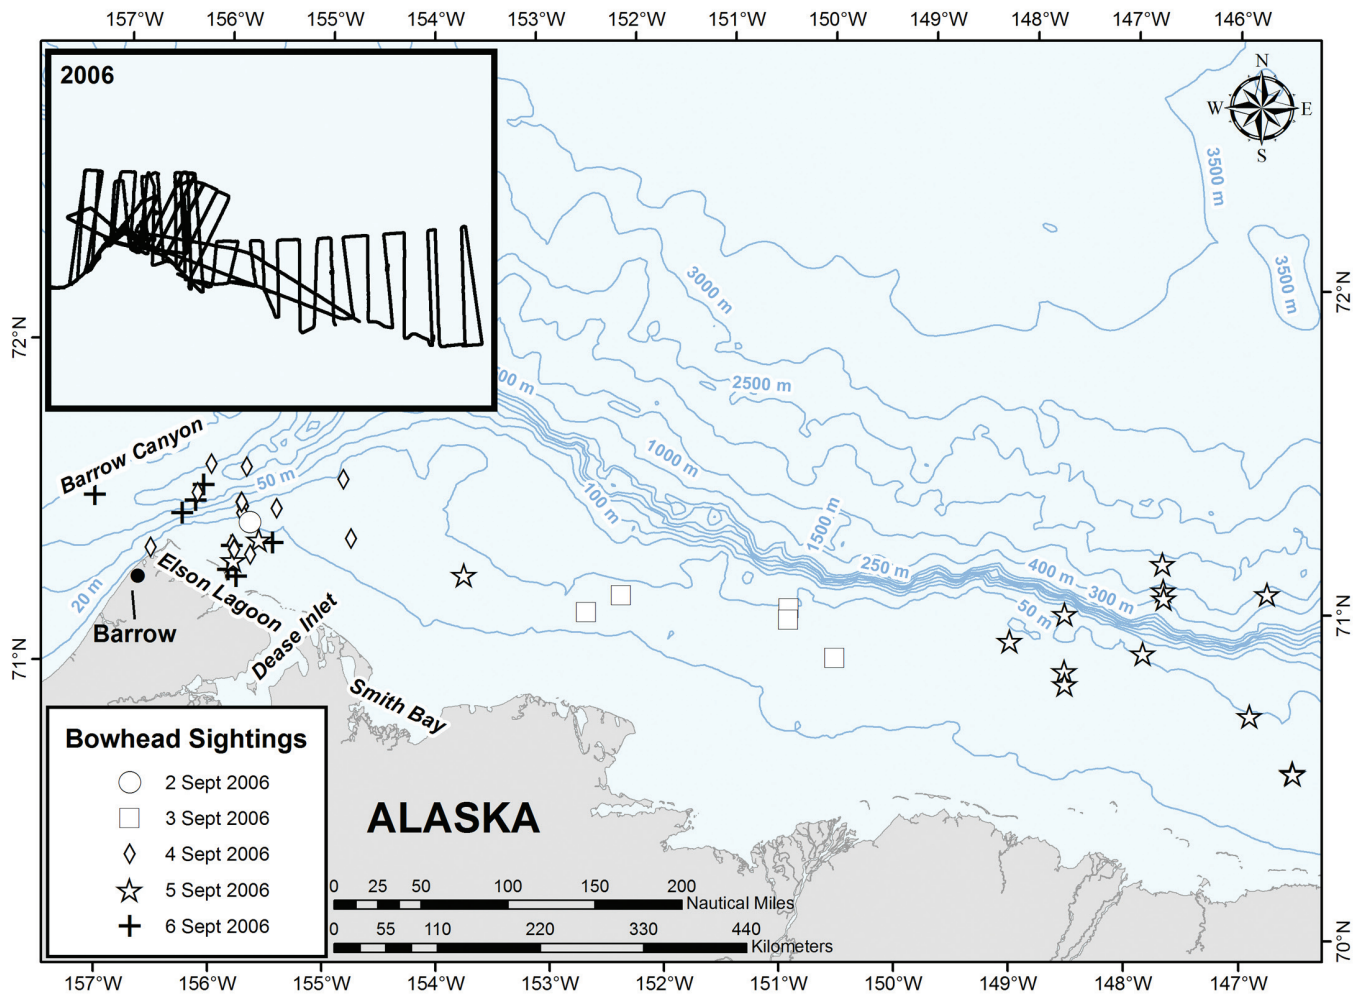 157°W 156°W 155°W 154°W 153°W 152°W 151°W 150°W 149°W 148°W 147°W 146°W
2006
N
W E
S
3500 m
3500 m
3000 m
72°N
72°N
2500 m
00 m
Barrow Canyon
50 m
1000 m
100 m
1500 m
250 m
400 m
300 m
50 m
20 m
Elson Lagoon
Barrow
Dease Inlet
71°N
71°N
Smith Bay
Bowhead Sightings
2 Sept 2006
3 Sept 2006
4 Sept 2006
5 Sept 2006
6 Sept 2006
ALASKA
0 25 50 100 150 200
Nautical Miles
0 55 110 220 330 440
Kilometers
70°N
157°W 156°W 155°W 154°W 153°W 152°W 151°W 150°W 149°W 148°W 147°W 146°W